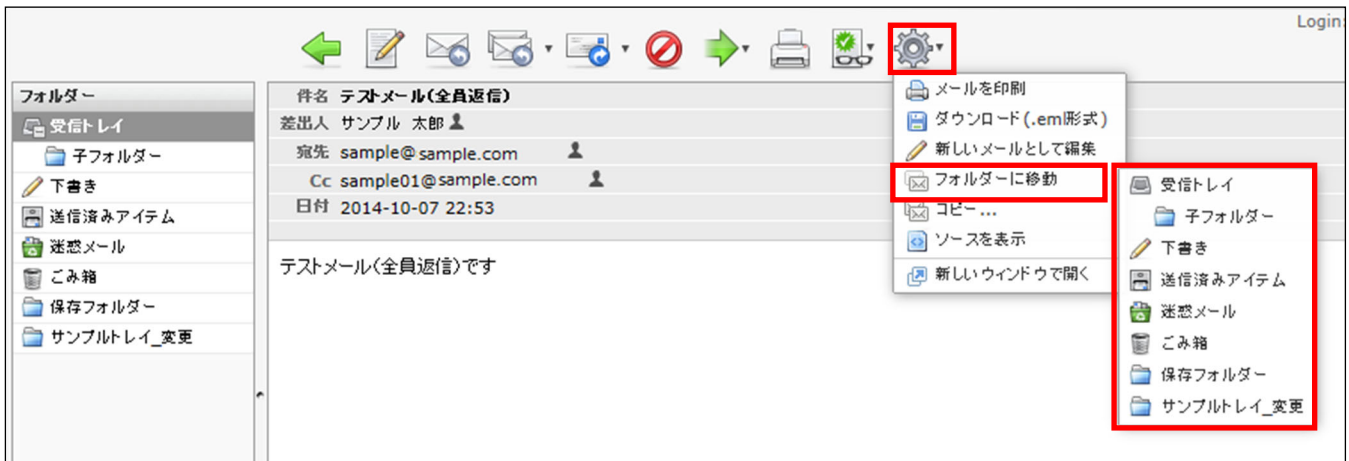 Login:
フォルダー
受信トレイ
子フォルダー
下書き
送信済みアイテム
迷惑メール
ごみ箱
保存フォルダー
サンプルトレイ_変更
件名 テストメール(全員返信)
差出人 サンプル 太郎
宛先 sample@sample.com
Cc sample01@sample.com
日付 2014-10-07 22:53
テストメール(全員返信)です
メールを印刷
ダウンロード(.eml形式)
新しいメールとして編集
フォルダーに移動
コピー...
ソースを表示
新しいウィンドウで開く
受信トレイ
子フォルダー
下書き
送信済みアイテム
迷惑メール
ごみ箱
保存フォルダー
サンプルトレイ_変更